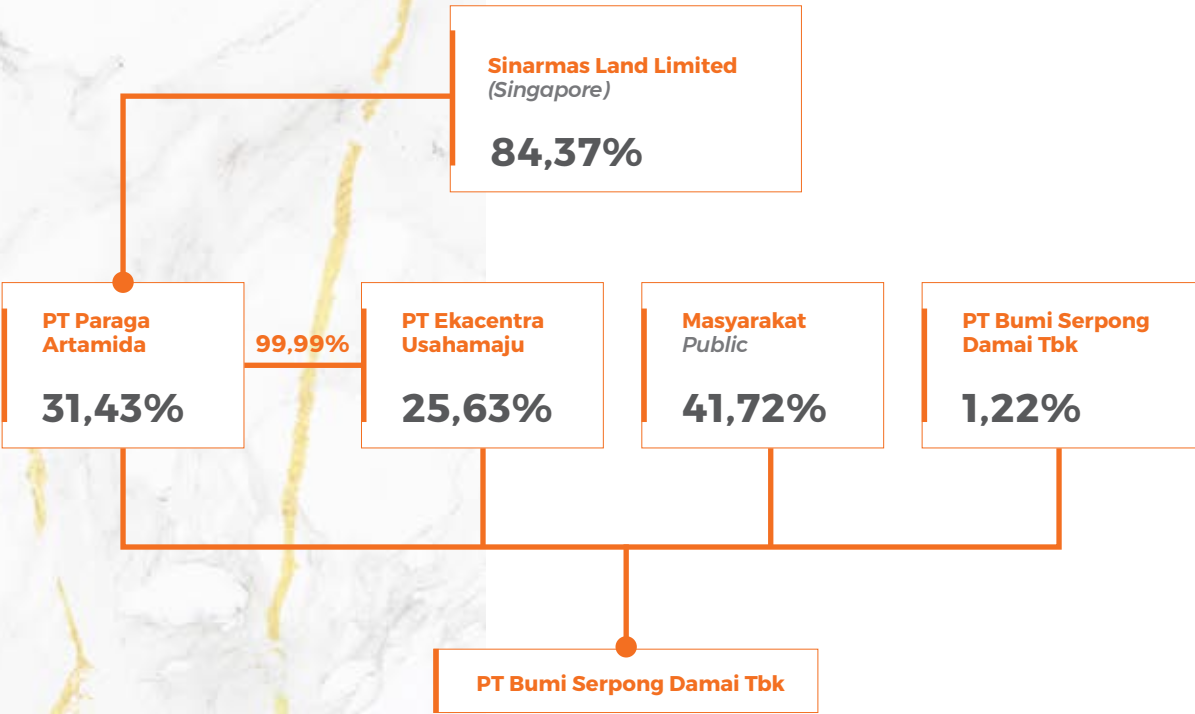 Sinarmas Land Limited
(Singapore)
84,37%
PT Paraga
Artamida
31,43%
99,99%
PT Ekacentra
Usahamaju
25,63%
Masyarakat
Public
41,72%
PT Bumi Serpong
Damai Tbk
1,22%
PT Bumi Serpong Damai Tbk